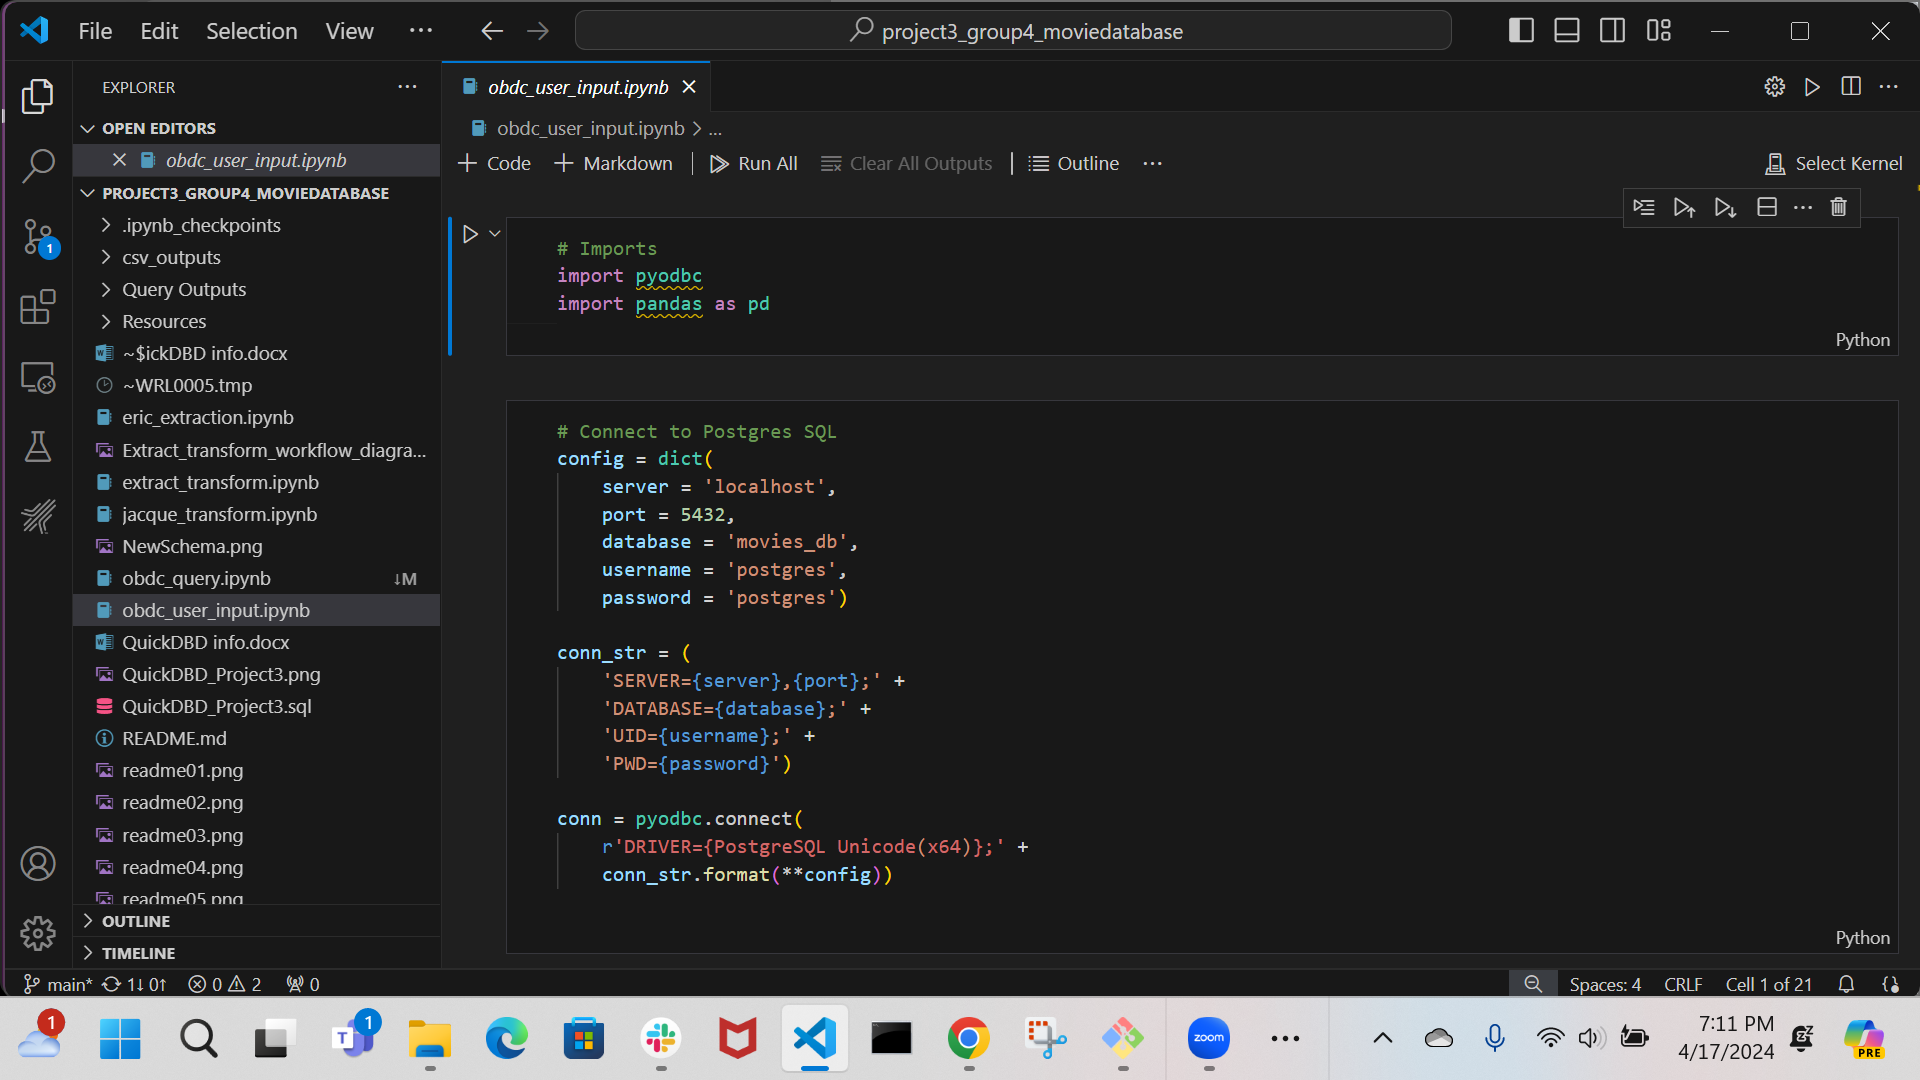 File Edit Selection View ··· project3_group4_moviedatabase
EXPLORER ···
OPEN EDITORS
obdc_user_input.ipynb
PROJECT3_GROUP4_MOVIEDATABASE
.ipynb_checkpoints
csv_outputs
Query Outputs
Resources
~$ickDBD info.docx
~WRL0005.tmp
eric_extraction.ipynb
Extract_transform_workflow_diagra...
extract_transform.ipynb
jacque_transform.ipynb
NewSchema.png
obdc_query.ipynb ↓M
obdc_user_input.ipynb
QuickDBD info.docx
QuickDBD_Project3.png
QuickDBD_Project3.sql
README.md
readme01.png
readme02.png
readme03.png
readme04.png
readme05.png
OUTLINE
TIMELINE
1
obdc_user_input.ipynb
obdc_user_input.ipynb > ...
+ Code + Markdown | Run All Clear All Outputs | Outline ··· Select Kernel
# Imports
import pyodbc
import pandas as pd
Python
# Connect to Postgres SQL
config = dict(
server = 'localhost',
port = 5432,
database = 'movies_db',
username = 'postgres',
password = 'postgres')
conn_str = (
'SERVER={server},{port};' +
'DATABASE={database};' +
'UID={username};' +
'PWD={password}')
conn = pyodbc.connect(
r'DRIVER={PostgreSQL Unicode(x64)};' +
conn_str.format(**config))
Python
main* 1↓ 0↑ 0 2 0 Spaces: 4 CRLF Cell 1 of 21
1 T 1 zoom ··· 7:11 PM
4/17/2024
PRE